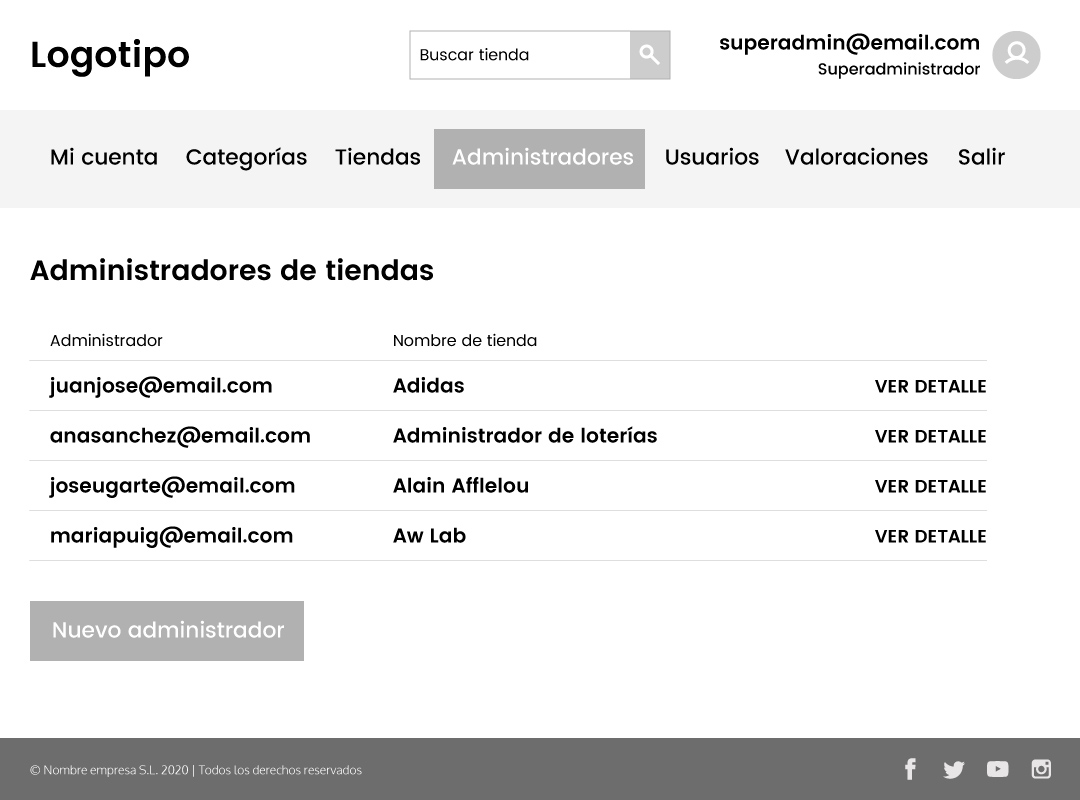 Logotipo
Buscar tienda
superadmin@email.com
Superadministrador
Mi cuenta Categorías Tiendas Administradores Usuarios Valoraciones Salir
Administradores de tiendas
Administrador Nombre de tienda
juanjose@email.com Adidas VER DETALLE
anasanchez@email.com Administrador de loterías VER DETALLE
joseugarte@email.com Alain Afflelou VER DETALLE
mariapuig@email.com Aw Lab VER DETALLE
Nuevo administrador
© Nombre empresa S.L. 2020 | Todos los derechos reservados